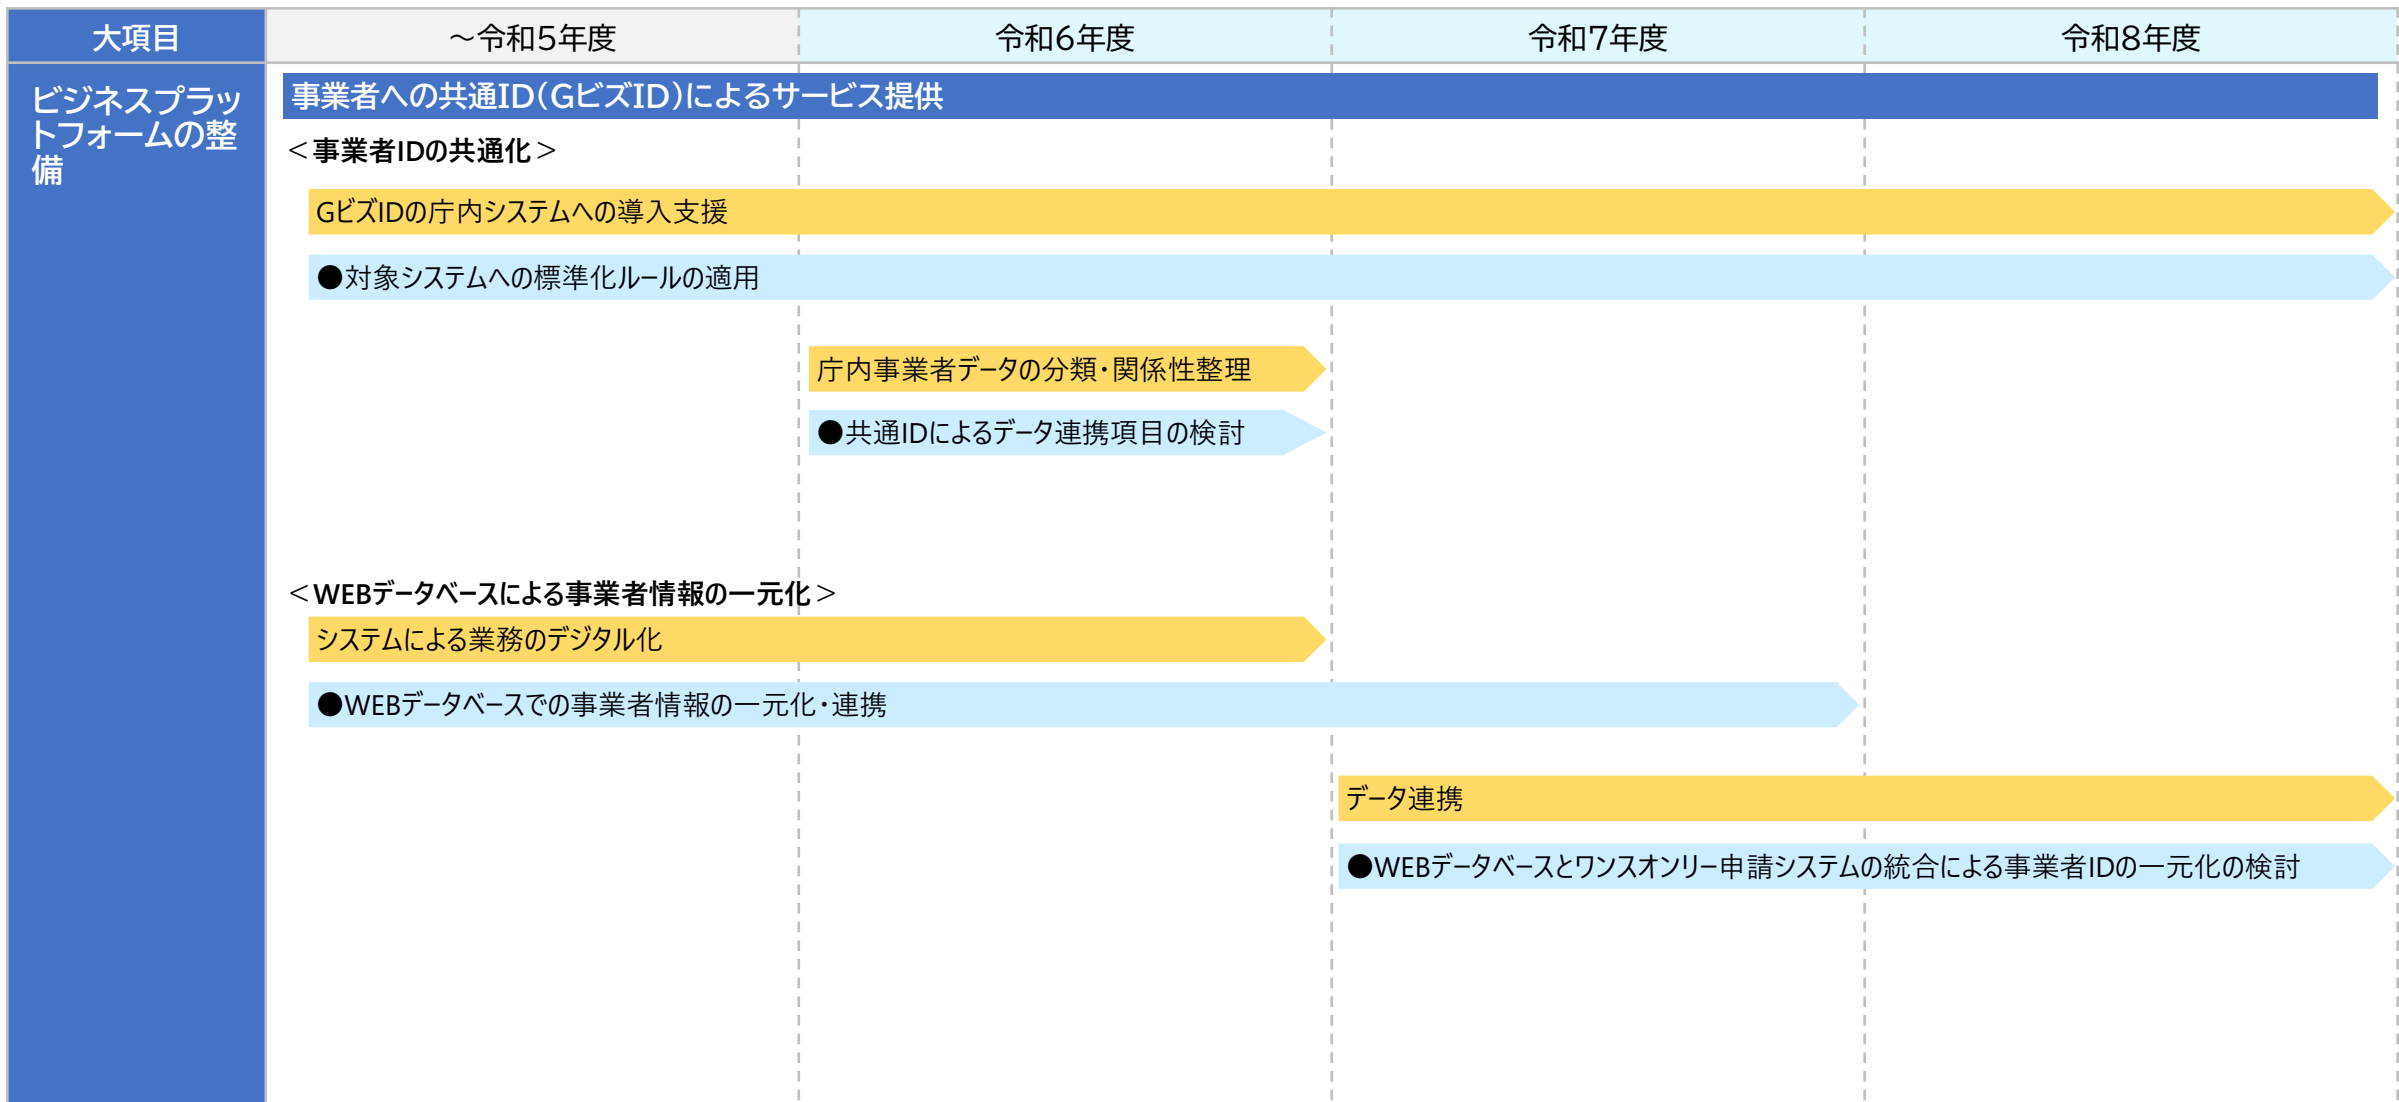 大項目
～令和5年度
令和6年度
令和7年度
令和8年度
ビジネスプラッ
トフォームの整
備
事業者への共通ID（GビズID）によるサービス提供
＜事業者IDの共通化＞
GビズIDの庁内システムへの導入支援
●対象システムへの標準化ルールの適用
庁内事業者データの分類・関係性整理
●共通IDによるデータ連携項目の検討
＜WEBデータベースによる事業者情報の一元化＞
システムによる業務のデジタル化
●WEBデータベースでの事業者情報の一元化・連携
データ連携
●WEBデータベースとワンスオンリー申請システムの統合による事業者IDの一元化の検討